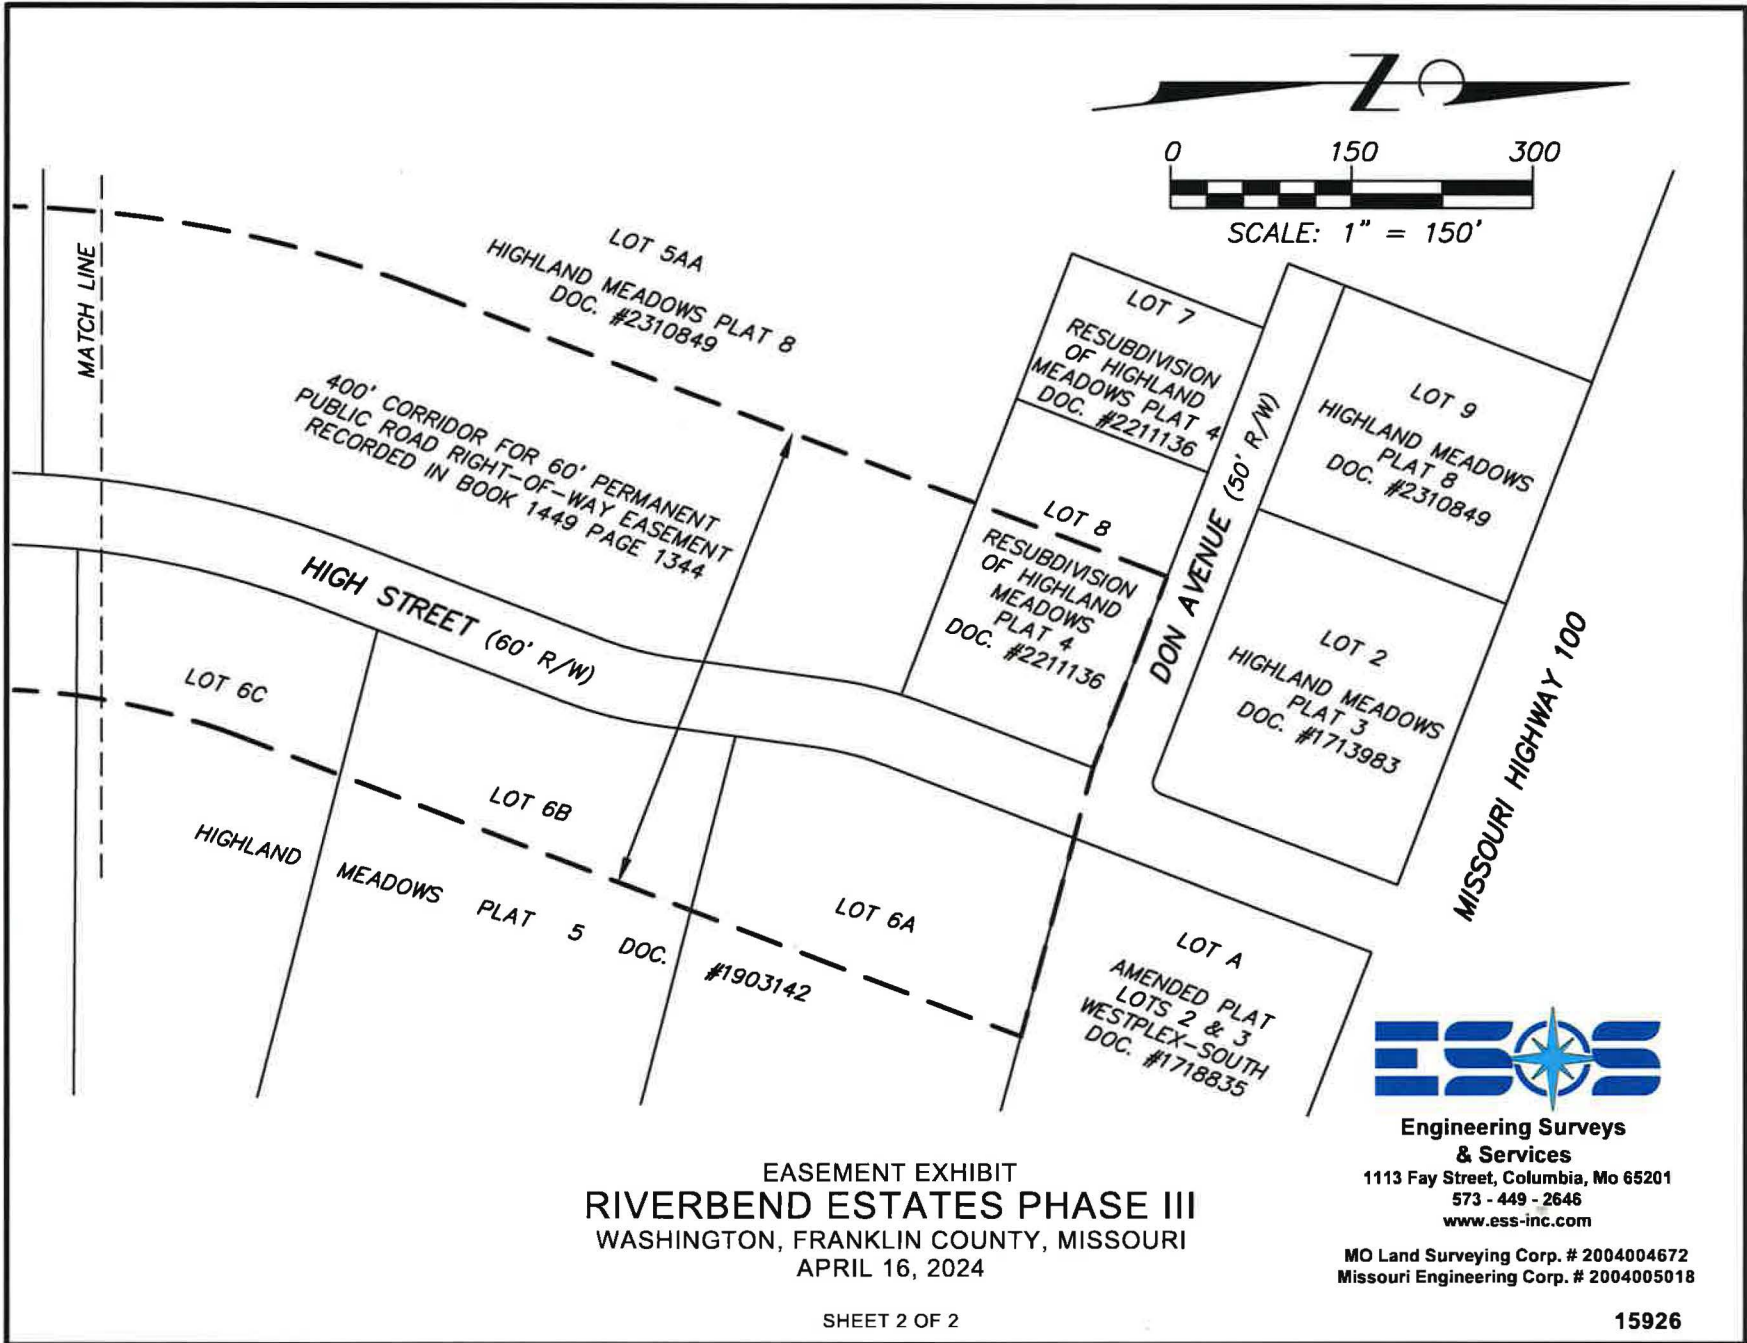 0 150 300
SCALE: 1" = 150'
MATCH LINE
LOT 5AA
HIGHLAND MEADOWS PLAT 8
DOC. #2310849
400' CORRIDOR FOR 60' PERMANENT
PUBLIC ROAD RIGHT-OF-WAY EASEMENT
RECORDED IN BOOK 1449 PAGE 1344
LOT 7
RESUBDIVISION
OF HIGHLAND
MEADOWS PLAT 4
DOC. #2211136
LOT 8
RESUBDIVISION
OF HIGHLAND
MEADOWS
PLAT 4
DOC. #2211136
DON AVENUE (50' R/W)
LOT 9
HIGHLAND MEADOWS
PLAT 8
DOC. #2310849
LOT 2
HIGHLAND MEADOWS
PLAT 3
DOC. #1713983
MISSOURI HIGHWAY 100
HIGH STREET (60' R/W)
LOT 6C
LOT 6B
LOT 6A
HIGHLAND MEADOWS PLAT 5 DOC. #1903142
LOT A
AMENDED PLAT
LOTS 2 & 3
WESTPLEX-SOUTH
DOC. #1718835
EASEMENT EXHIBIT
RIVERBEND ESTATES PHASE III
WASHINGTON, FRANKLIN COUNTY, MISSOURI
APRIL 16, 2024
SHEET 2 OF 2
ES&S
Engineering Surveys
& Services
1113 Fay Street, Columbia, Mo 65201
573 - 449 - 2646
www.ess-inc.com
MO Land Surveying Corp. # 2004004672
Missouri Engineering Corp. # 2004005018
15926